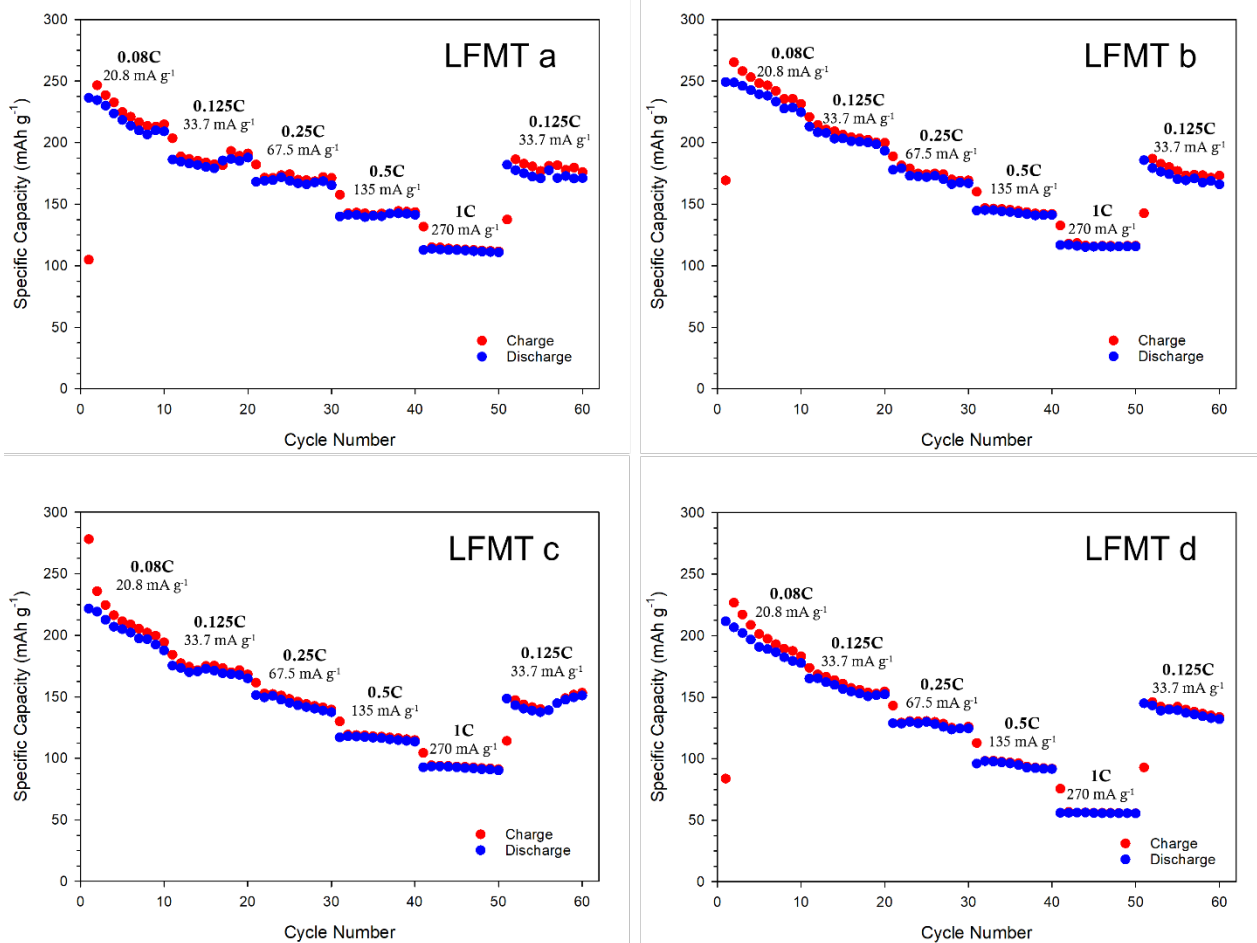 LFMT a
300
250
200
150
100
50
0
Specific Capacity (mAh g⁻¹)
0.08C
20.8 mA g⁻¹
0.125C
33.7 mA g⁻¹
0.25C
67.5 mA g⁻¹
0.5C
135 mA g⁻¹
1C
270 mA g⁻¹
0.125C
33.7 mA g⁻¹
Charge
Discharge
0 10 20 30 40 50 60
Cycle Number
LFMT b
300
250
200
150
100
50
0
Specific Capacity (mAh g⁻¹)
0.08C
20.8 mA g⁻¹
0.125C
33.7 mA g⁻¹
0.25C
67.5 mA g⁻¹
0.5C
135 mA g⁻¹
1C
270 mA g⁻¹
0.125C
33.7 mA g⁻¹
Charge
Discharge
0 10 20 30 40 50 60
Cycle Number
LFMT c
300
250
200
150
100
50
0
Specific Capacity (mAh g⁻¹)
0.08C
20.8 mA g⁻¹
0.125C
33.7 mA g⁻¹
0.25C
67.5 mA g⁻¹
0.5C
135 mA g⁻¹
1C
270 mA g⁻¹
0.125C
33.7 mA g⁻¹
Charge
Discharge
0 10 20 30 40 50 60
Cycle Number
LFMT d
300
250
200
150
100
50
0
Specific Capacity (mAh g⁻¹)
0.08C
20.8 mA g⁻¹
0.125C
33.7 mA g⁻¹
0.25C
67.5 mA g⁻¹
0.5C
135 mA g⁻¹
1C
270 mA g⁻¹
0.125C
33.7 mA g⁻¹
Charge
Discharge
0 10 20 30 40 50 60
Cycle Number